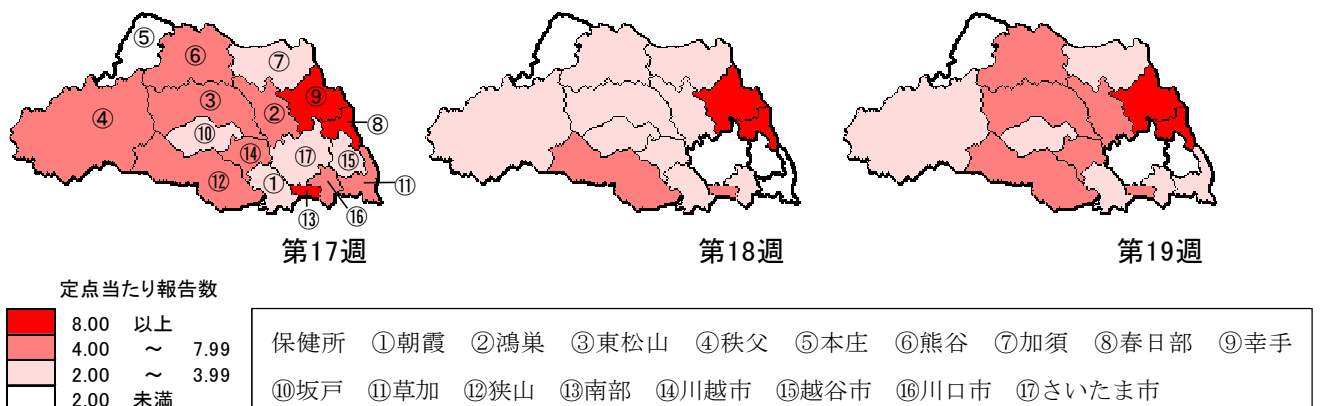 ⑤
⑥
⑦
④
③
②
⑨
⑧
⑩
⑭
⑰
⑮
⑫
①
⑪
⑬
⑯
第17週
第18週
第19週
定点当たり報告数
8.00 以上
4.00 ～ 7.99
2.00 ～ 3.99
2.00 未満
保健所 ①朝霞 ②鴻巣 ③東松山 ④秩父 ⑤本庄 ⑥熊谷 ⑦加須 ⑧春日部 ⑨幸手
⑩坂戸 ⑪草加 ⑫狭山 ⑬南部 ⑭川越市 ⑮越谷市 ⑯川口市 ⑰さいたま市